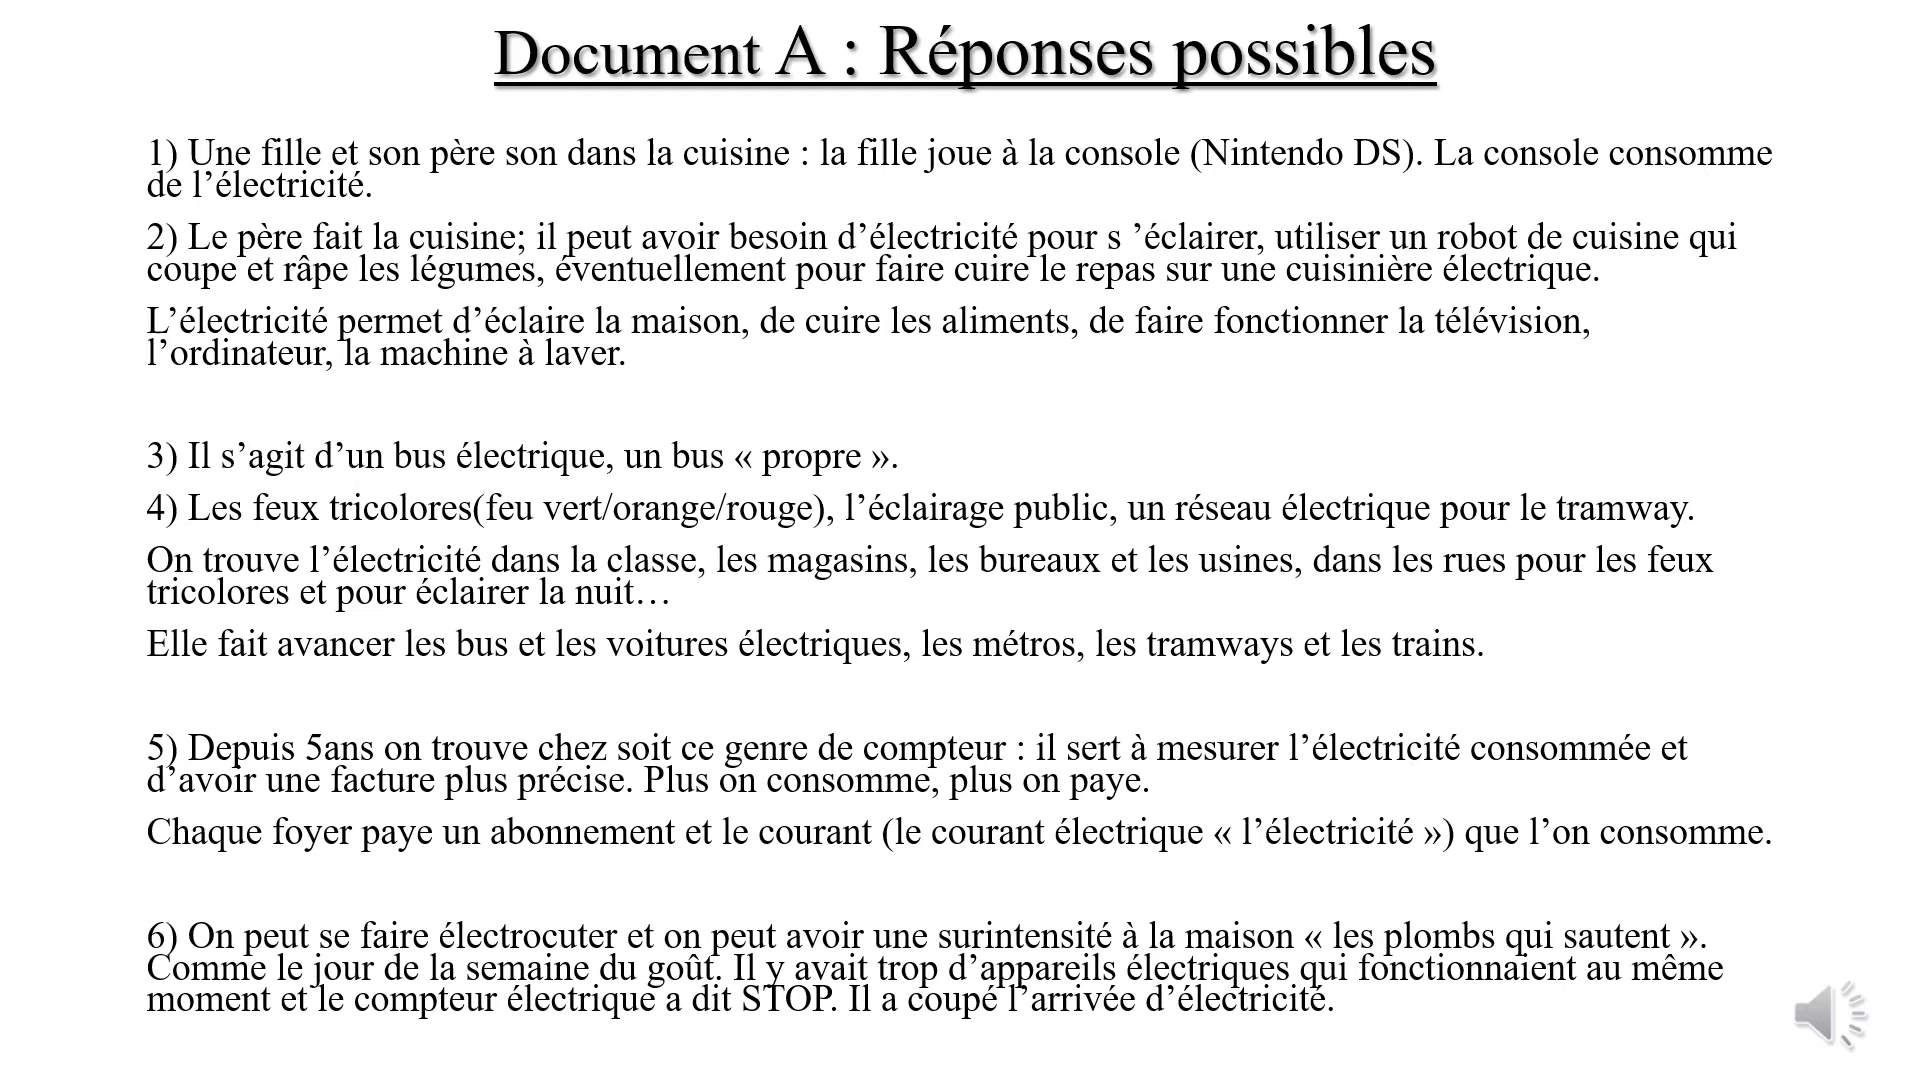 Document A : Réponses possibles
1) Une fille et son père son dans la cuisine : la fille joue à la console (Nintendo DS). La console consomme
de l’électricité.
2) Le père fait la cuisine; il peut avoir besoin d’électricité pour s ’éclairer, utiliser un robot de cuisine qui
coupe et râpe les légumes, éventuellement pour faire cuire le repas sur une cuisinière électrique.
L’électricité permet d’éclaire la maison, de cuire les aliments, de faire fonctionner la télévision,
l’ordinateur, la machine à laver.
3) Il s’agit d’un bus électrique, un bus « propre ».
4) Les feux tricolores(feu vert/orange/rouge), l’éclairage public, un réseau électrique pour le tramway.
On trouve l’électricité dans la classe, les magasins, les bureaux et les usines, dans les rues pour les feux
tricolores et pour éclairer la nuit…
Elle fait avancer les bus et les voitures électriques, les métros, les tramways et les trains.
5) Depuis 5ans on trouve chez soit ce genre de compteur : il sert à mesurer l’électricité consommée et
d’avoir une facture plus précise. Plus on consomme, plus on paye.
Chaque foyer paye un abonnement et le courant (le courant électrique « l’électricité ») que l’on consomme.
6) On peut se faire électrocuter et on peut avoir une surintensité à la maison « les plombs qui sautent ».
Comme le jour de la semaine du goût. Il y avait trop d’appareils électriques qui fonctionnaient au même
moment et le compteur électrique a dit STOP. Il a coupé l’arrivée d’électricité.